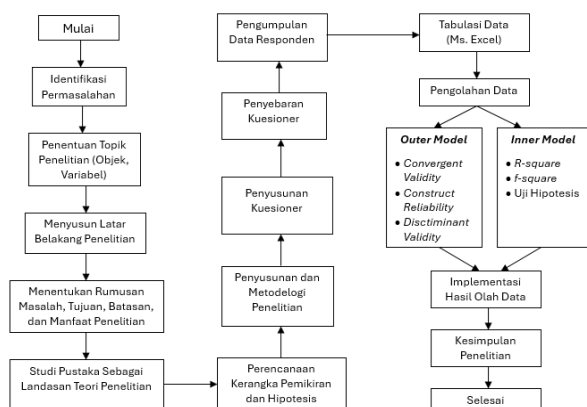 Mulai
Identifikasi
Permasalahan
Penentuan Topik
Penelitian (Objek,
Variabel)
Menyusun Latar
Belakang Penelitian
Menentukan Rumusan
Masalah, Tujuan, Batasan,
dan Manfaat Penelitian
Studi Pustaka Sebagai
Landasan Teori Penelitian
Perencanaan
Kerangka Pemikiran
dan Hipotesis
Penyusunan dan
Metodelogi
Penelitian
Penyusunan
Kuesioner
Penyebaran
Kuesioner
Pengumpulan
Data Responden
Tabulasi Data
(Ms. Excel)
Pengolahan Data
Outer Model
• Convergent
Validity
• Construct
Reliability
• Disctiminant
Validity
Inner Model
• R-square
• f-square
• Uji Hipotesis
Implementasi
Hasil Olah Data
Kesimpulan
Penelitian
Selesai